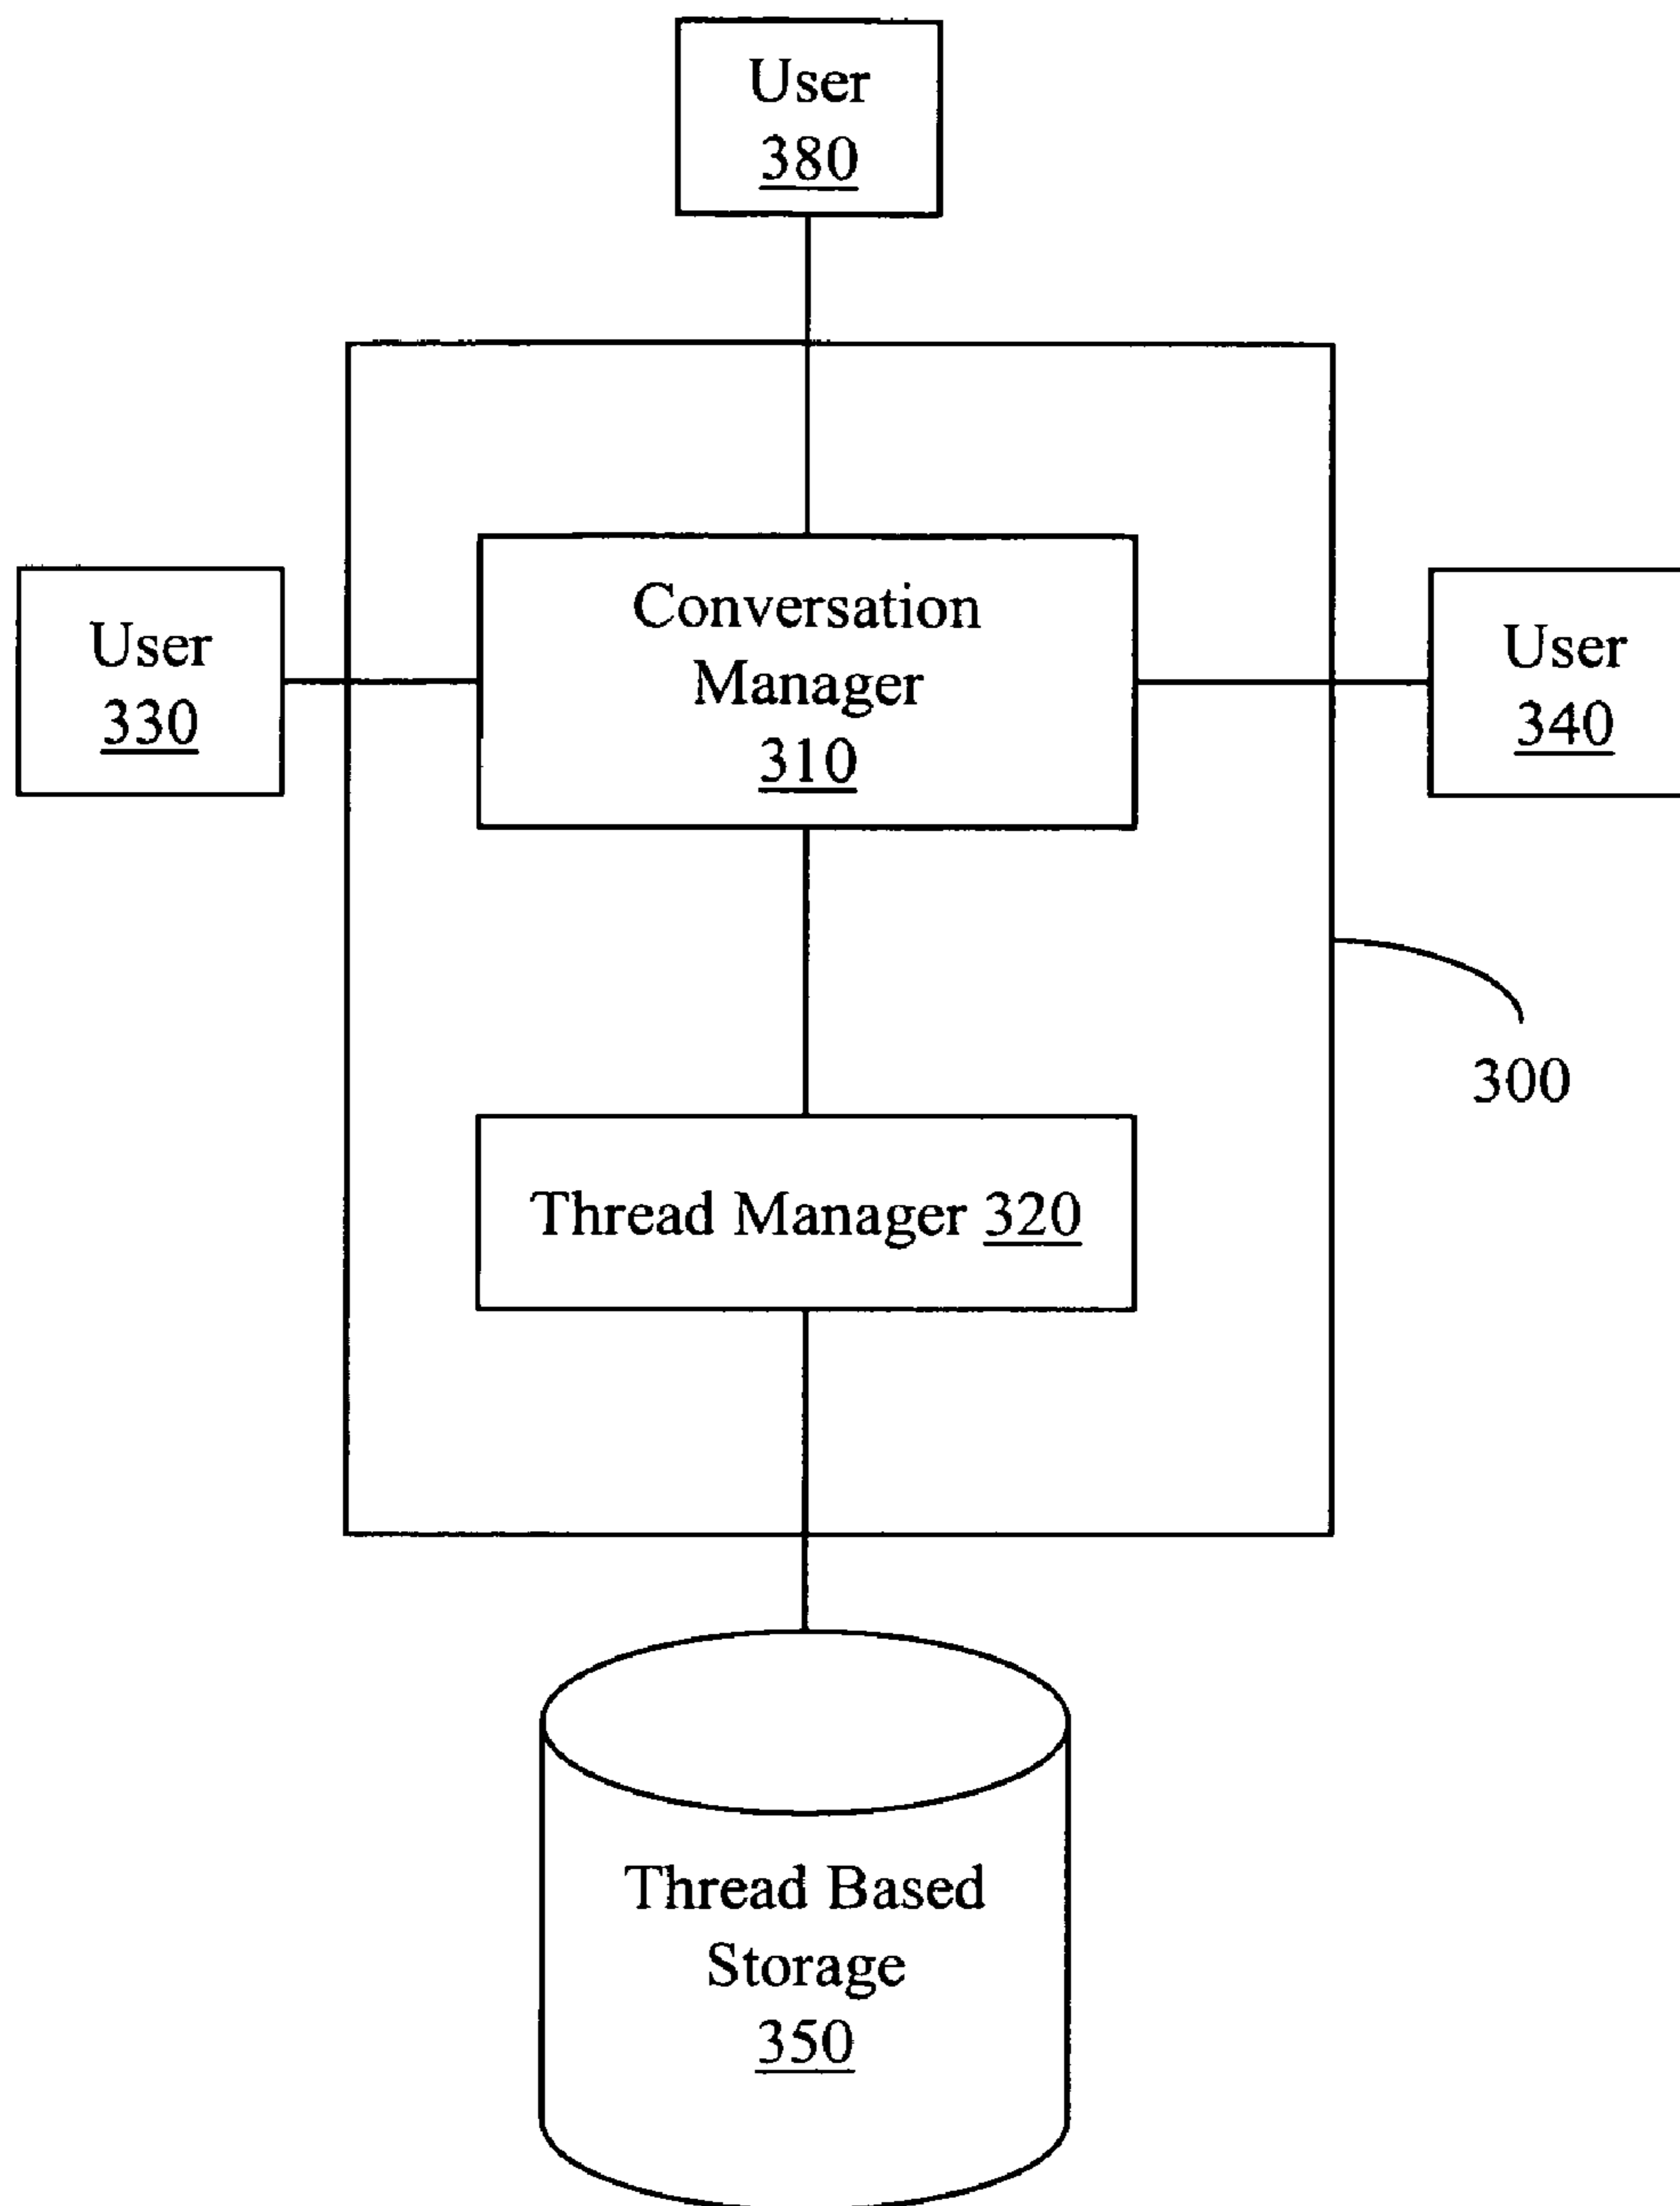 User
380
Conversation
Manager
310
User
330
User
340
300
Thread Manager 320
Thread Based
Storage
350